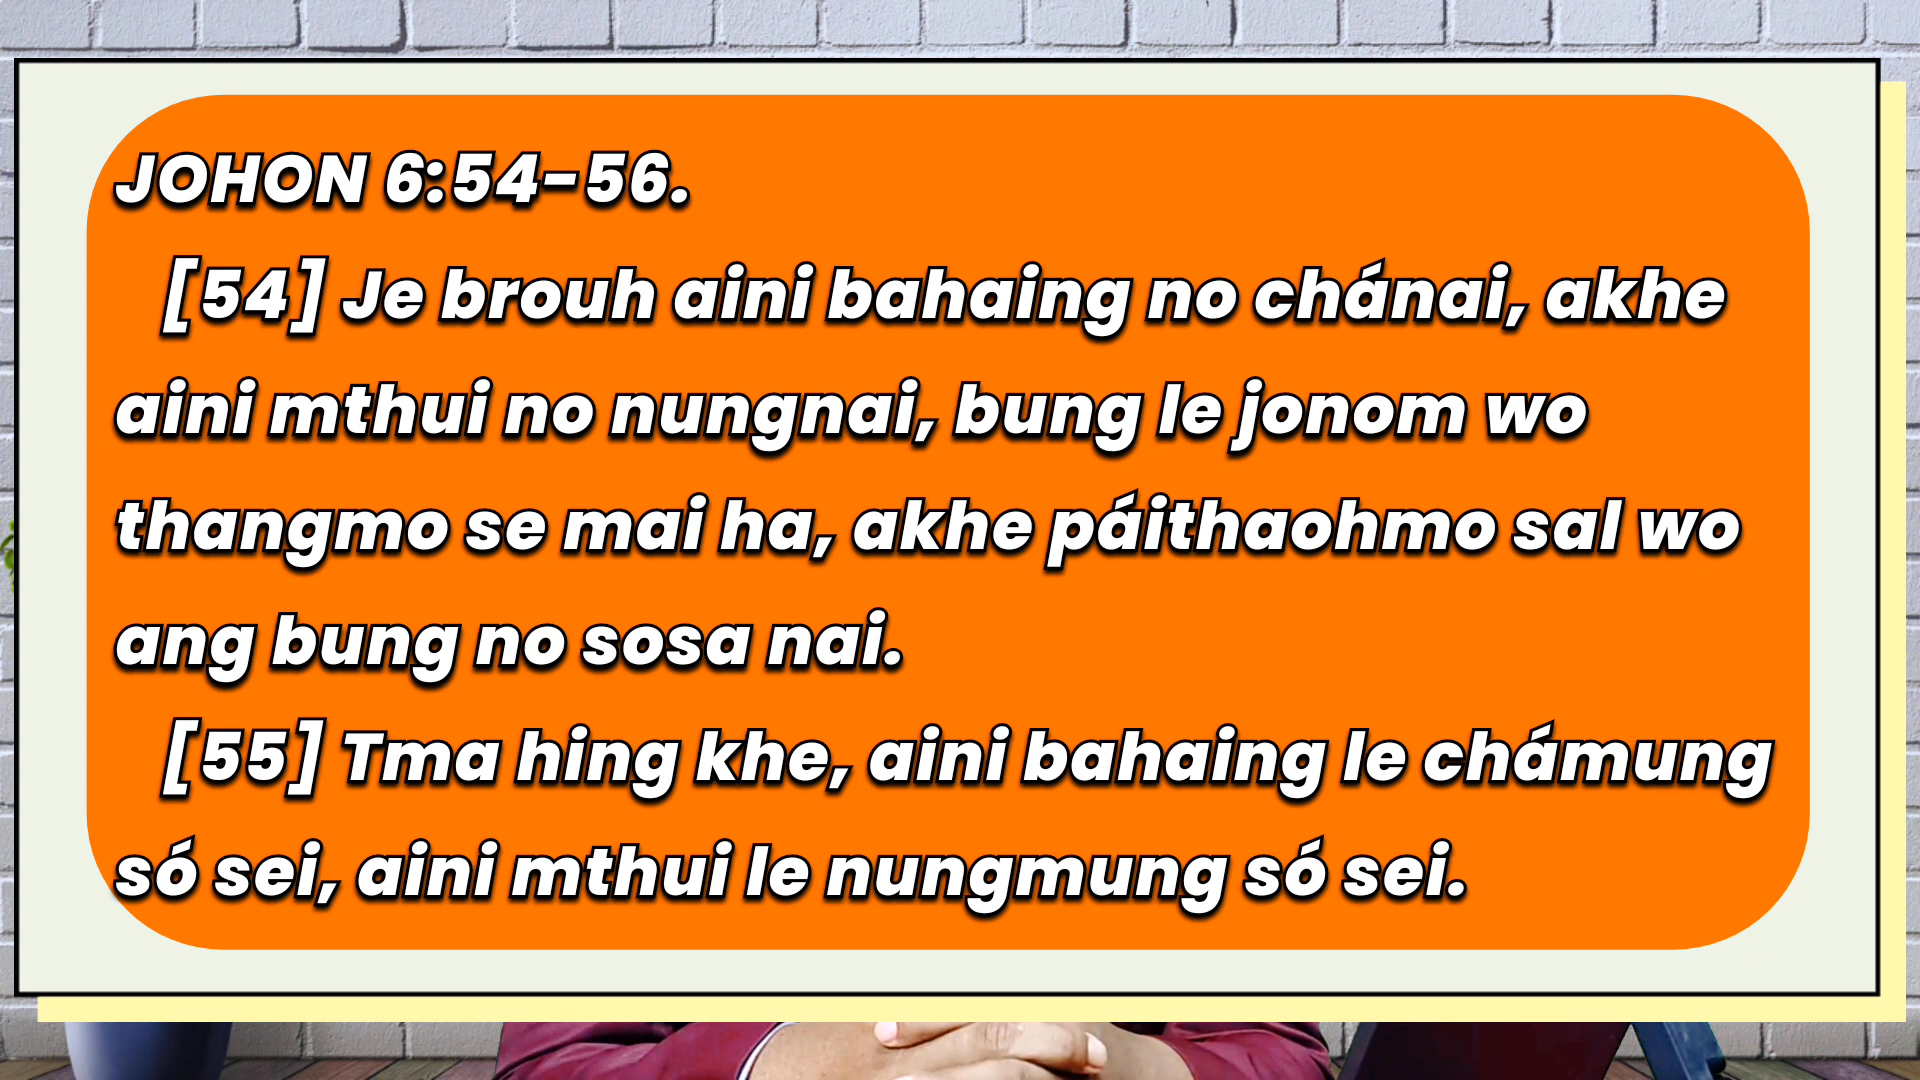 JOHON 6:54-56.
[54] Je brouh aini bahaing no chánai, akhe
aini mthui no nungnai, bung le jonom wo
thangmo se mai ha, akhe páithaohmo sal wo
ang bung no sosa nai.
[55] Tma hing khe, aini bahaing le chámung
só sei, aini mthui le nungmung só sei.